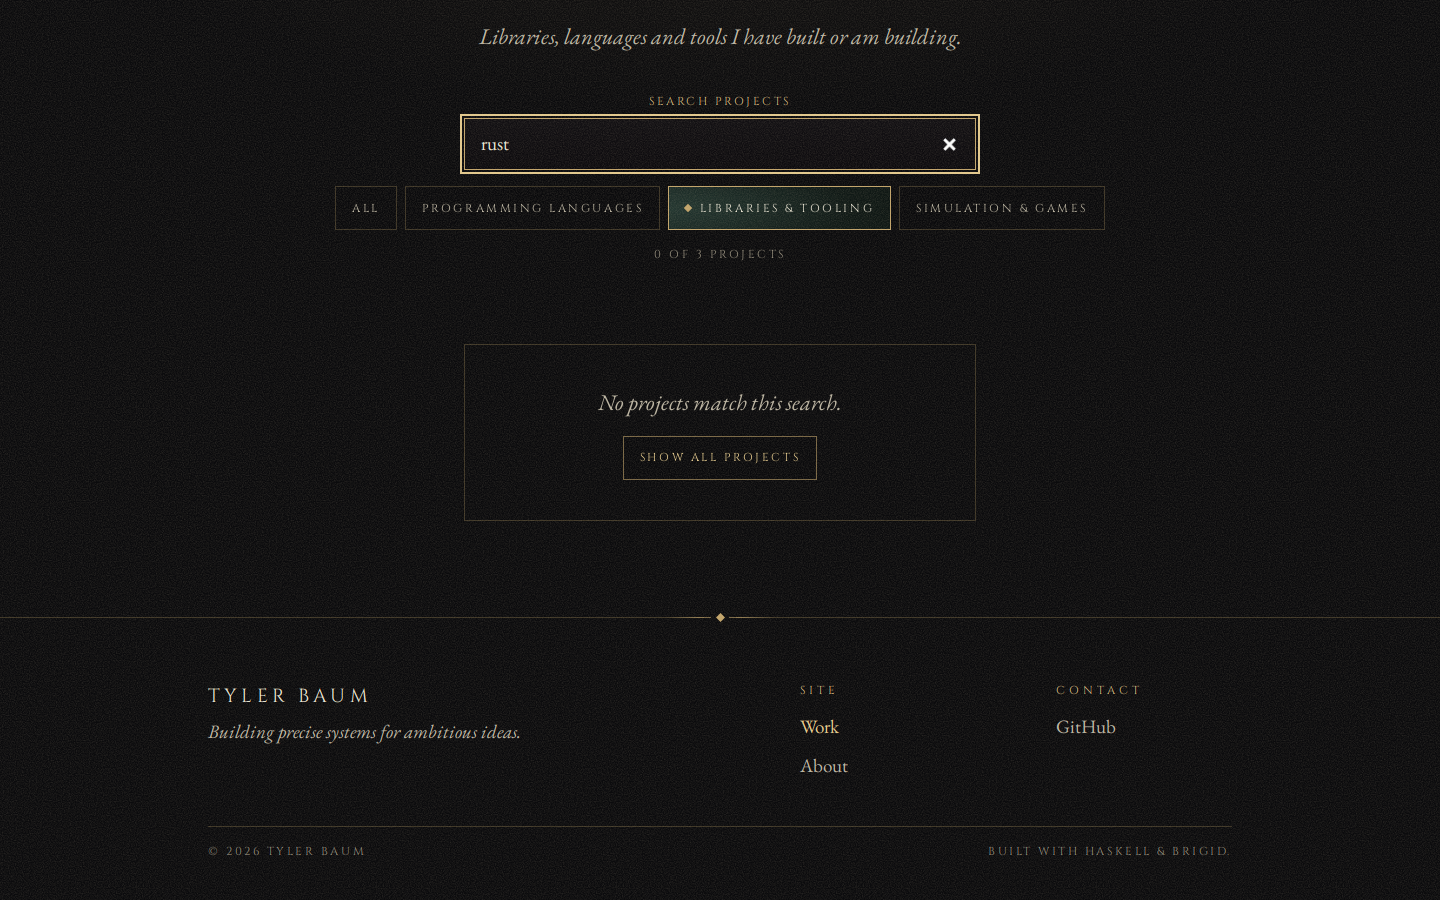 Libraries, languages and tools I have built or am building.
SEARCH PROJECTS
rust
ALL
PROGRAMMING LANGUAGES
LIBRARIES & TOOLING
SIMULATION & GAMES
0 OF 3 PROJECTS
No projects match this search.
SHOW ALL PROJECTS
TYLER BAUM
Building precise systems for ambitious ideas.
SITE
Work
About
CONTACT
GitHub
© 2026 TYLER BAUM
BUILT WITH HASKELL & BRIGID.